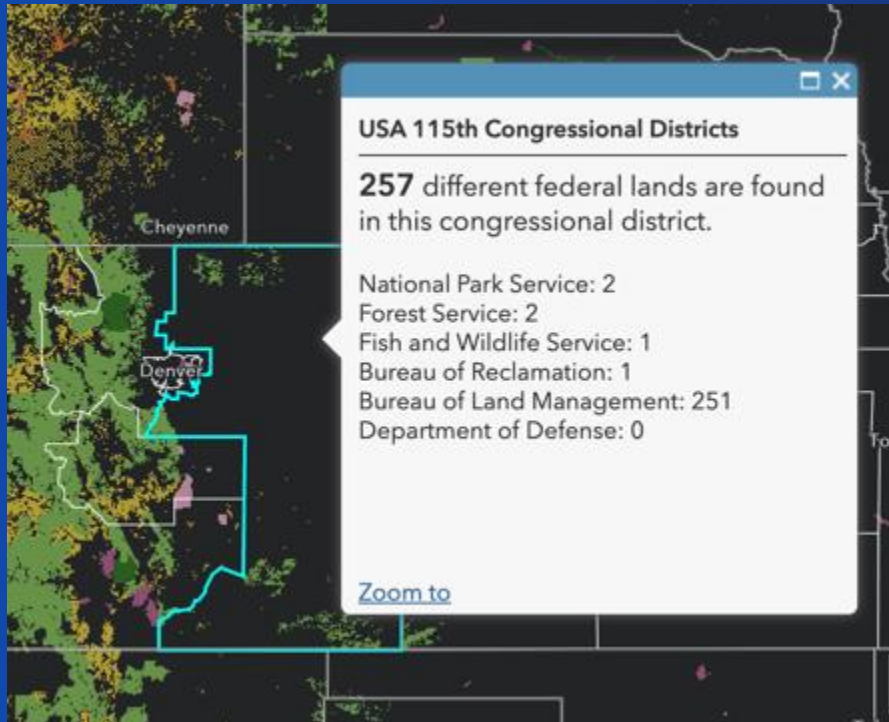 USA 115th Congressional Districts
257 different federal lands are found
in this congressional district.
National Park Service: 2
Forest Service: 2
Fish and Wildlife Service: 1
Bureau of Reclamation: 1
Bureau of Land Management: 251
Department of Defense: 0
Zoom to
Cheyenne
Denver
To